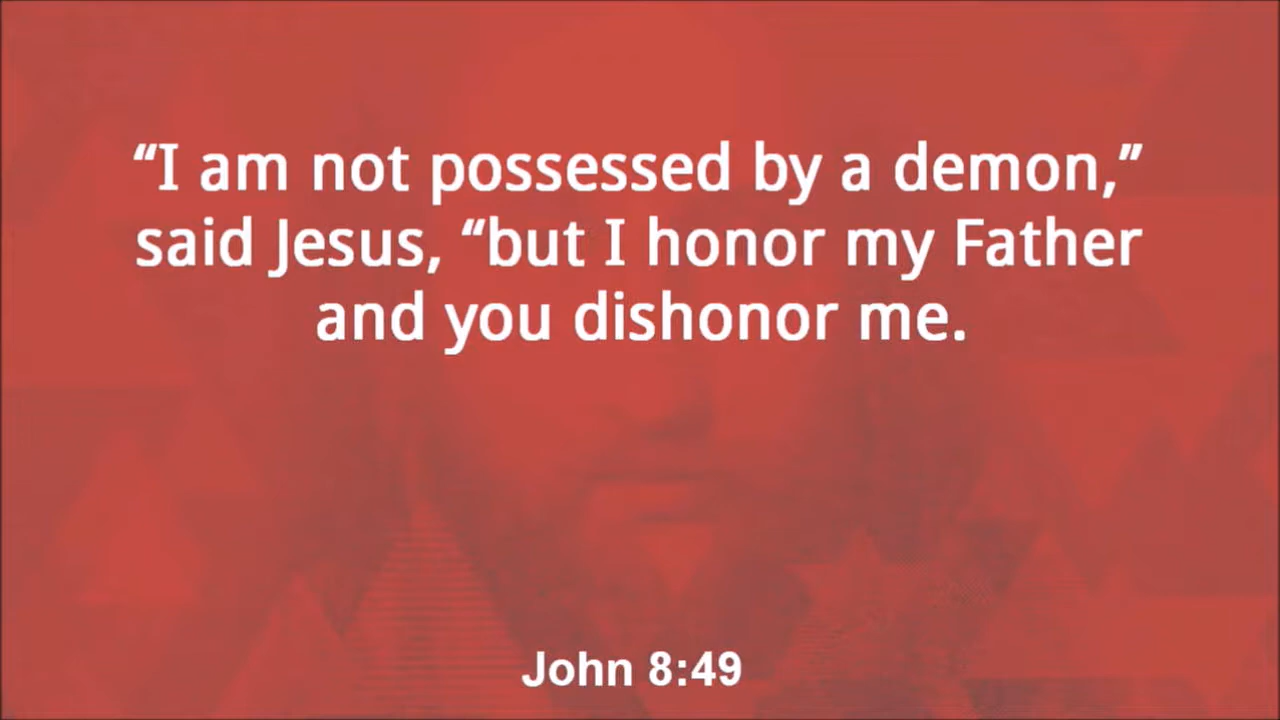 “I am not possessed by a demon,”
said Jesus, “but I honor my Father
and you dishonor me.
John 8:49